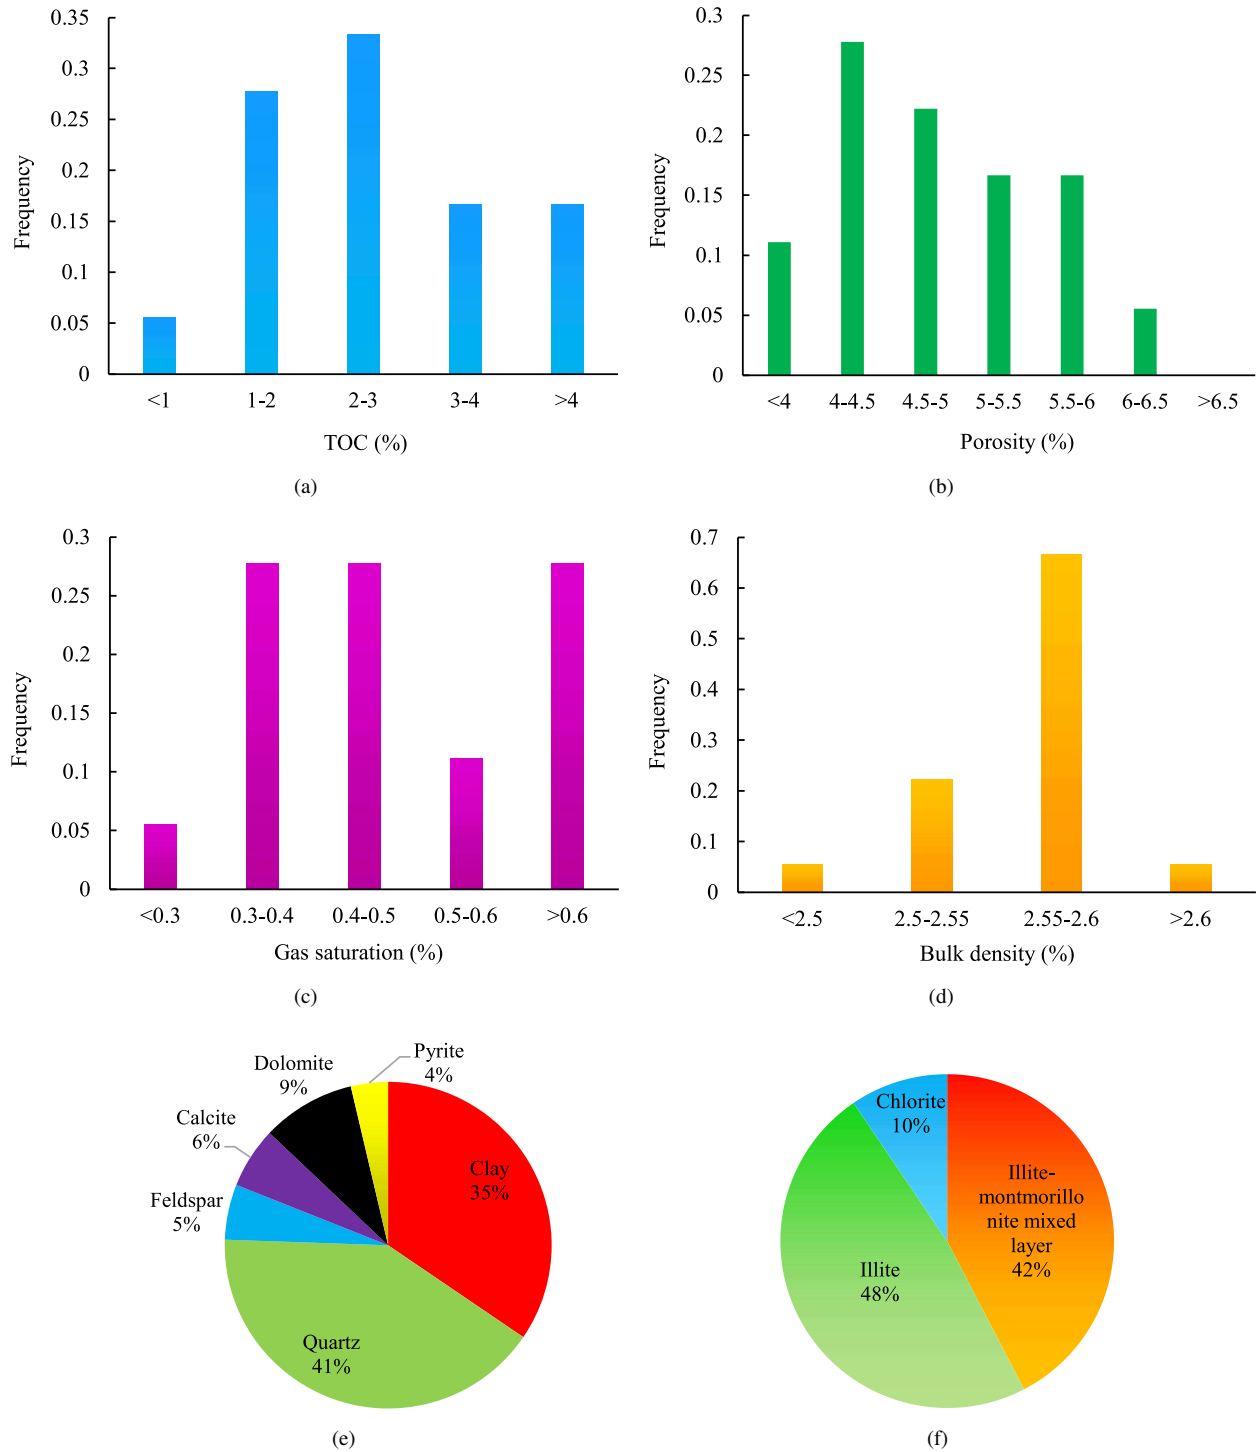 0.35
0.3
0.25
0.2
0.15
0.1
0.05
0
Frequency
<1 1-2 2-3 3-4 >4
TOC (%)
(a)
0.3
0.25
0.2
0.15
0.1
0.05
0
Frequency
<4 4-4.5 4.5-5 5-5.5 5.5-6 6-6.5 >6.5
Porosity (%)
(b)
0.3
0.25
0.2
0.15
0.1
0.05
0
Frequency
<0.3 0.3-0.4 0.4-0.5 0.5-0.6 >0.6
Gas saturation (%)
(c)
0.7
0.6
0.5
0.4
0.3
0.2
0.1
0
Frequency
<2.5 2.5-2.55 2.55-2.6 >2.6
Bulk density (%)
(d)
Pyrite
4%
Dolomite
9%
Calcite
6%
Feldspar
5%
Clay
35%
Quartz
41%
(e)
Chlorite
10%
Illite-
montmorillo
nite mixed
layer
42%
Illite
48%
(f)